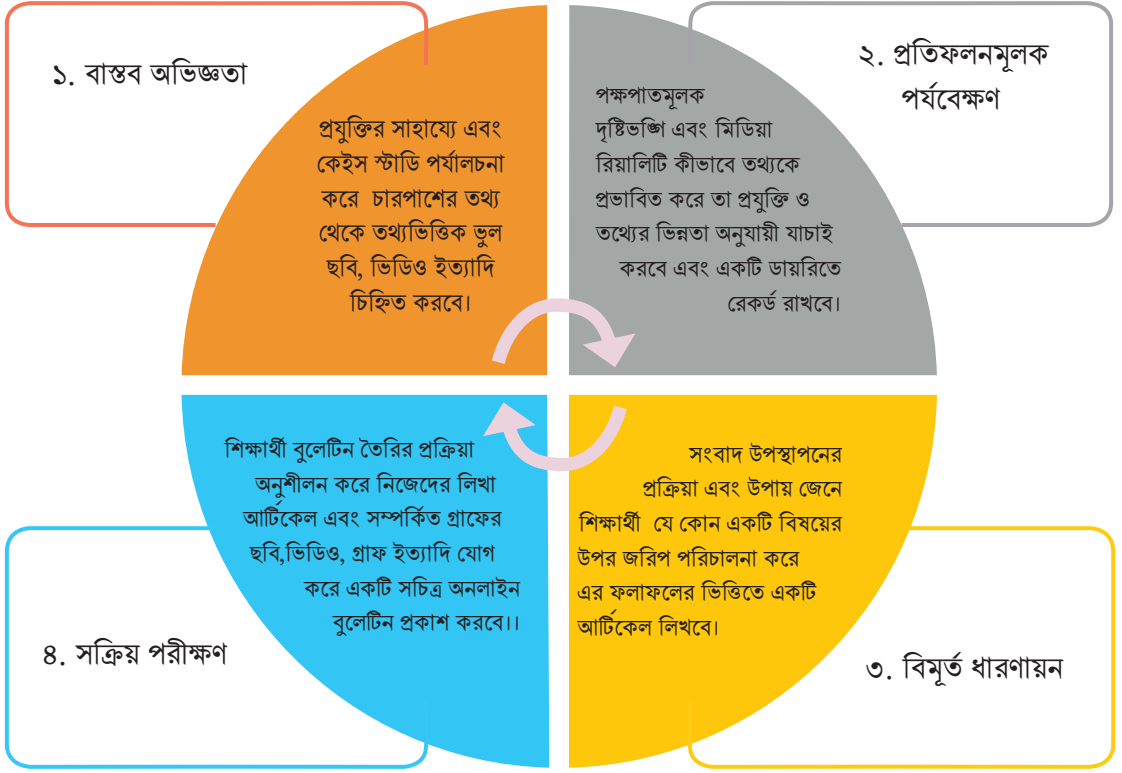 ১. বাস্তব অভিজ্ঞতা
প্রযুক্তির সাহায্যে এবং
কেইস স্টাডি পর্যালচনা
করে চারপাশের তথ্য
থেকে তথ্যভিত্তিক ভুল
ছবি, ভিডিও ইত্যাদি
চিহ্নিত করবে।
২. প্রতিফলনমূলক
পর্যবেক্ষণ
পক্ষপাতমূলক
দৃষ্টিভঙ্গি এবং মিডিয়া
রিয়ালিটি কীভাবে তথ্যকে
প্রভাবিত করে তা প্রযুক্তি ও
তথ্যের ভিন্নতা অনুযায়ী যাচাই
করবে এবং একটি ডায়রিতে
রেকর্ড রাখবে।
সংবাদ উপস্থাপনের
প্রক্রিয়া এবং উপায় জেনে
শিক্ষার্থী যে কোন একটি বিষয়ের
উপর জরিপ পরিচালনা করে
এর ফলাফলের ভিত্তিতে একটি
আর্টিকেল লিখবে।
৩. বিমূর্ত ধারণায়ন
শিক্ষার্থী বুলেটিন তৈরির প্রক্রিয়া
অনুশীলন করে নিজেদের লিখা
আর্টিকেল এবং সম্পর্কিত গ্রাফের
ছবি,ভিডিও, গ্রাফ ইত্যাদি যোগ
করে একটি সচিত্র অনলাইন
বুলেটিন প্রকাশ করবে।।
৪. সক্রিয় পরীক্ষণ